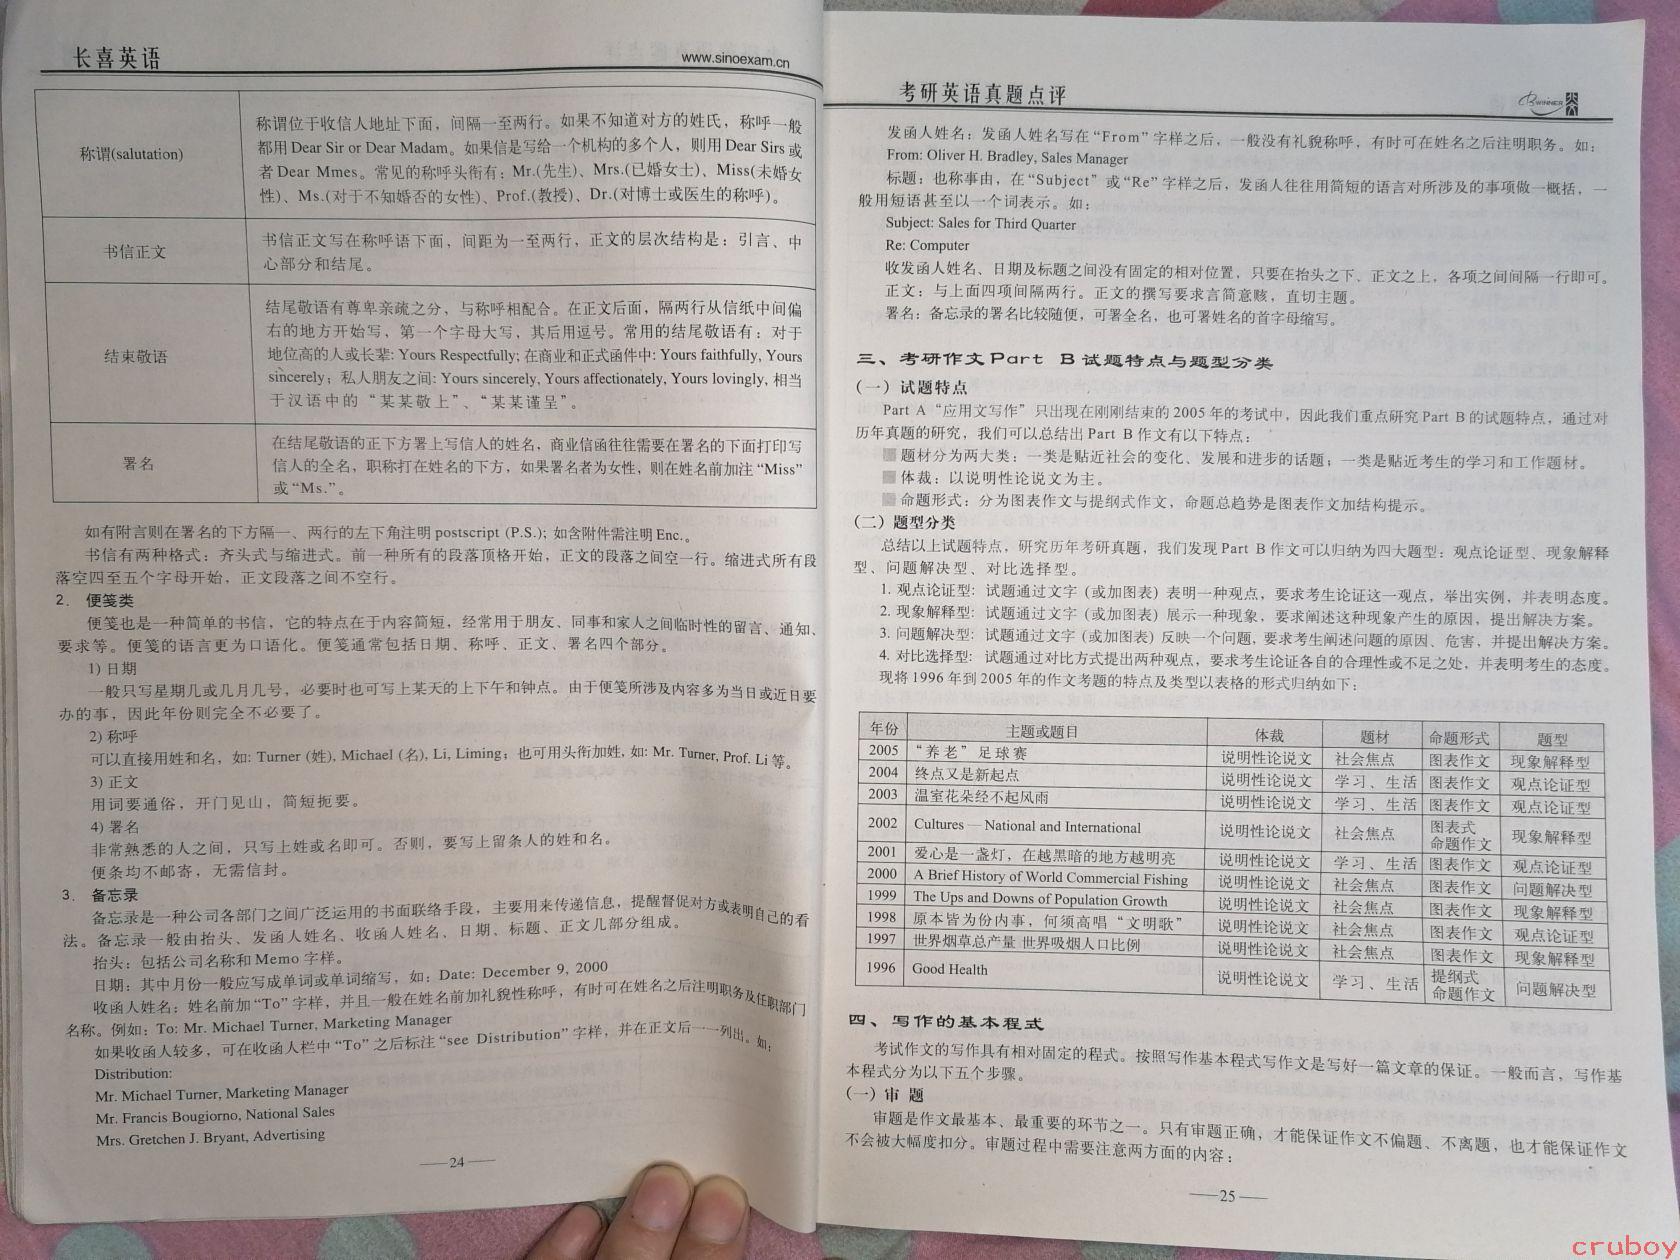 长喜英语
www.sinoexam.cn
称谓(salutation)
称谓位于收信人地址下面，间隔一至两行。如果不知道对方的姓氏，称呼一般
都用 Dear Sir or Dear Madam。如果信是写给一个机构的多个人，则用 Dear Sirs 或
者 Dear Mmes。常见的称呼头衔有：Mr.(先生)、Mrs.(已婚女士)、Miss(未婚女
性)、Ms.(对于不知婚否的女性)、Prof.(教授)、Dr.(对博士或医生的称呼)。
书信正文
书信正文写在称呼语下面，间距为一至两行，正文的层次结构是：引言、中
心部分和结尾。
结束敬语
结尾敬语有尊卑亲疏之分，与称呼相配合。在正文后面，隔两行从信纸中间偏
右的地方开始写，第一个字母大写，其后用逗号。常用的结尾敬语有：对于
地位高的人或长辈: Yours Respectfully; 在商业和正式函件中: Yours faithfully, Yours
sincerely；私人朋友之间: Yours sincerely, Yours affectionately, Yours lovingly, 相当
于汉语中的“某某敬上”、“某某谨呈”。
署名
在结尾敬语的正下方署上写信人的姓名，商业信函往往需要在署名的下面打印写
信人的全名，职称打在姓名的下方，如果署名者为女性，则在姓名前加注“Miss”
或“Ms.”。
如有附言则在署名的下方隔一、两行的左下角注明 postscript (P.S.); 如含附件需注明 Enc.。
书信有两种格式：齐头式与缩进式。前一种所有的段落顶格开始，正文的段落之间空一行。缩进式所有段
落空四至五个字母开始，正文段落之间不空行。
2. 便笺类
便笺也是一种简单的书信，它的特点在于内容简短，经常用于朋友、同事和家人之间临时性的留言、通知、
要求等。便笺的语言更为口语化。便笺通常包括日期、称呼、正文、署名四个部分。
1) 日期
一般只写星期几或几月几号，必要时也可写上某天的上下午和钟点。由于便笺所涉及内容多为当日或近日要
办的事，因此年份则完全不必要了。
2) 称呼
可以直接用姓和名，如: Turner (姓), Michael (名), Li, Liming；也可用头衔加姓, 如: Mr. Turner, Prof. Li 等。
3) 正文
用词要通俗，开门见山，简短扼要。
4) 署名
非常熟悉的人之间，只写上姓或名即可。否则，要写上留条人的姓和名。
便条均不邮寄，无需信封。
3. 备忘录
备忘录是一种公司各部门之间广泛运用的书面联络手段，主要用来传递信息，提醒督促对方或表明自己的看
法。备忘录一般由抬头、发函人姓名、收函人姓名、日期、标题、正文几部分组成。
抬头：包括公司名称和 Memo 字样。
日期：其中月份一般应写成单词或单词缩写，如：Date: December 9, 2000
收函人姓名：姓名前加“To”字样，并且一般在姓名前加礼貌性称呼，有时可在姓名之后注明职务及任职部门
名称。例如：To: Mr. Michael Turner, Marketing Manager
如果收函人较多，可在收函人栏中“To”之后标注“see Distribution”字样，并在正文后一一列出。如：
Distribution:
Mr. Michael Turner, Marketing Manager
Mr. Francis Bougiorno, National Sales
Mrs. Gretchen J. Bryant, Advertising
—24—
考研英语真题点评
WINNER
发函人姓名：发函人姓名写在“From”字样之后，一般没有礼貌称呼，有时可在姓名之后注明职务。如：
From: Oliver H. Bradley, Sales Manager
标题：也称事由，在“Subject”或“Re”字样之后，发函人往往用简短的语言对所涉及的事项做一概括，一
般用短语甚至以一个词表示。如：
Subject: Sales for Third Quarter
Re: Computer
收发函人姓名、日期及标题之间没有固定的相对位置，只要在抬头之下、正文之上，各项之间间隔一行即可。
正文：与上面四项间隔两行。正文的撰写要求言简意赅，直切主题。
署名：备忘录的署名比较随便，可署全名，也可署姓名的首字母缩写。
三、考研作文 Part B 试题特点与题型分类
(一) 试题特点
Part A“应用文写作”只出现在刚刚结束的 2005 年的考试中，因此我们重点研究 Part B 的试题特点，通过对
历年真题的研究，我们可以总结出 Part B 作文有以下特点：
■ 题材分为两大类：一类是贴近社会的变化、发展和进步的话题；一类是贴近考生的学习和工作题材。
■ 体裁：以说明性论说文为主。
■ 命题形式：分为图表作文与提纲式作文，命题总趋势是图表作文加结构提示。
(二) 题型分类
总结以上试题特点，研究历年考研真题，我们发现 Part B 作文可以归纳为四大题型：观点论证型、现象解释
型、问题解决型、对比选择型。
1. 观点论证型: 试题通过文字 (或加图表) 表明一种观点，要求考生论证这一观点，举出实例，并表明态度。
2. 现象解释型: 试题通过文字 (或加图表) 展示一种现象，要求阐述这种现象产生的原因，提出解决方案。
3. 问题解决型: 试题通过文字 (或加图表) 反映一个问题, 要求考生阐述问题的原因、危害，并提出解决方案。
4. 对比选择型: 试题通过对比方式提出两种观点，要求考生论证各自的合理性或不足之处，并表明考生的态度。
现将 1996 年到 2005 年的作文考题的特点及类型以表格的形式归纳如下：
年份 主题或题目 体裁 题材 命题形式 题型
2005 “养老”足球赛 说明性论说文 社会焦点 图表作文 现象解释型
2004 终点又是新起点 说明性论说文 学习、生活 图表作文 观点论证型
2003 温室花朵经不起风雨 说明性论说文 学习、生活 图表作文 观点论证型
2002 Cultures — National and International 说明性论说文 社会焦点 图表式 命题作文 现象解释型
2001 爱心是一盏灯，在越黑暗的地方越明亮 说明性论说文 学习、生活 图表作文 观点论证型
2000 A Brief History of World Commercial Fishing 说明性论说文 社会焦点 图表作文 问题解决型
1999 The Ups and Downs of Population Growth 说明性论说文 社会焦点 图表作文 现象解释型
1998 原本皆为份内事，何须高唱“文明歌” 说明性论说文 社会焦点 图表作文 观点论证型
1997 世界烟草总产量 世界吸烟人口比例 说明性论说文 社会焦点 图表作文 现象解释型
1996 Good Health 说明性论说文 学习、生活 提纲式 命题作文 问题解决型
四、写作的基本程式
考试作文的写作具有相对固定的程式。按照写作基本程式写作文是写好一篇文章的保证。一般而言，写作基
本程式分为以下五个步骤。
(一) 审 题
审题是作文最基本、最重要的环节之一。只有审题正确，才能保证作文不偏题、不离题，也才能保证作文
不会被大幅度扣分。审题过程中需要注意两方面的内容：
—25—
cruboy